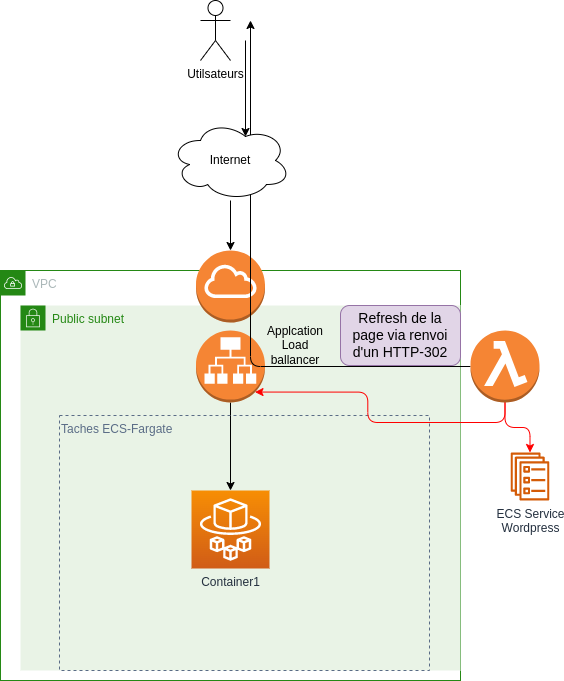 Utilsateurs
Internet
VPC
Public subnet
Applcation
Load
ballancer
Refresh de la
page via renvoi
d'un HTTP-302
Taches ECS-Fargate
ECS Service
Wordpress
Container1